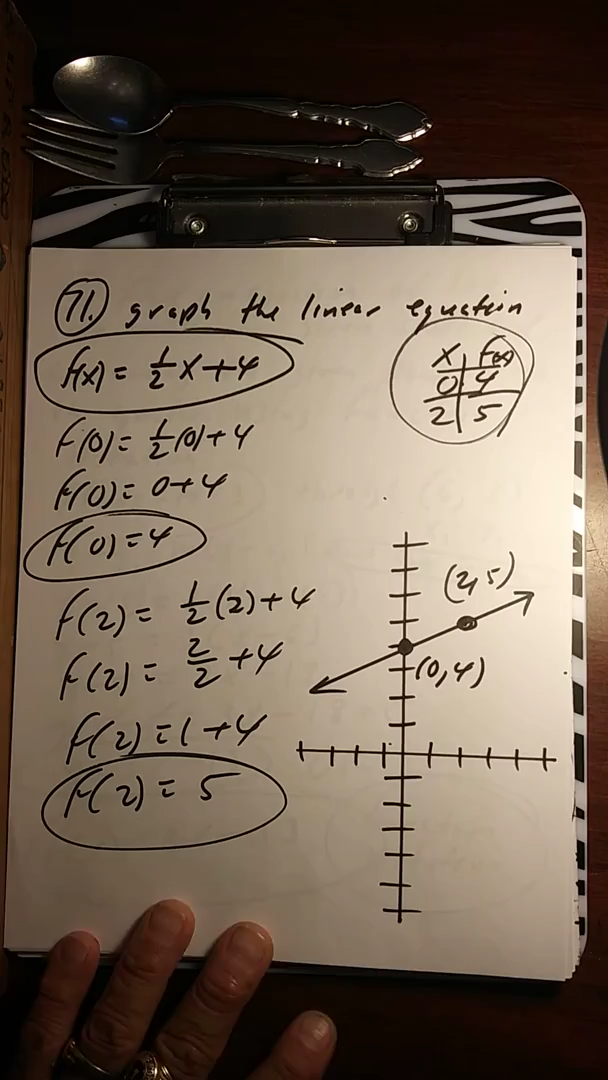 71. graph the linear equation
f(x) = 1/2 x + 4
x | f(x)
0 | 4
2 | 5
f(0) = 1/2 (0) + 4
f(0) = 0 + 4
f(0) = 4
f(2) = 1/2 (2) + 4
f(2) = 2/2 + 4
f(2) = 1 + 4
f(2) = 5
(2,5)
(0,4)